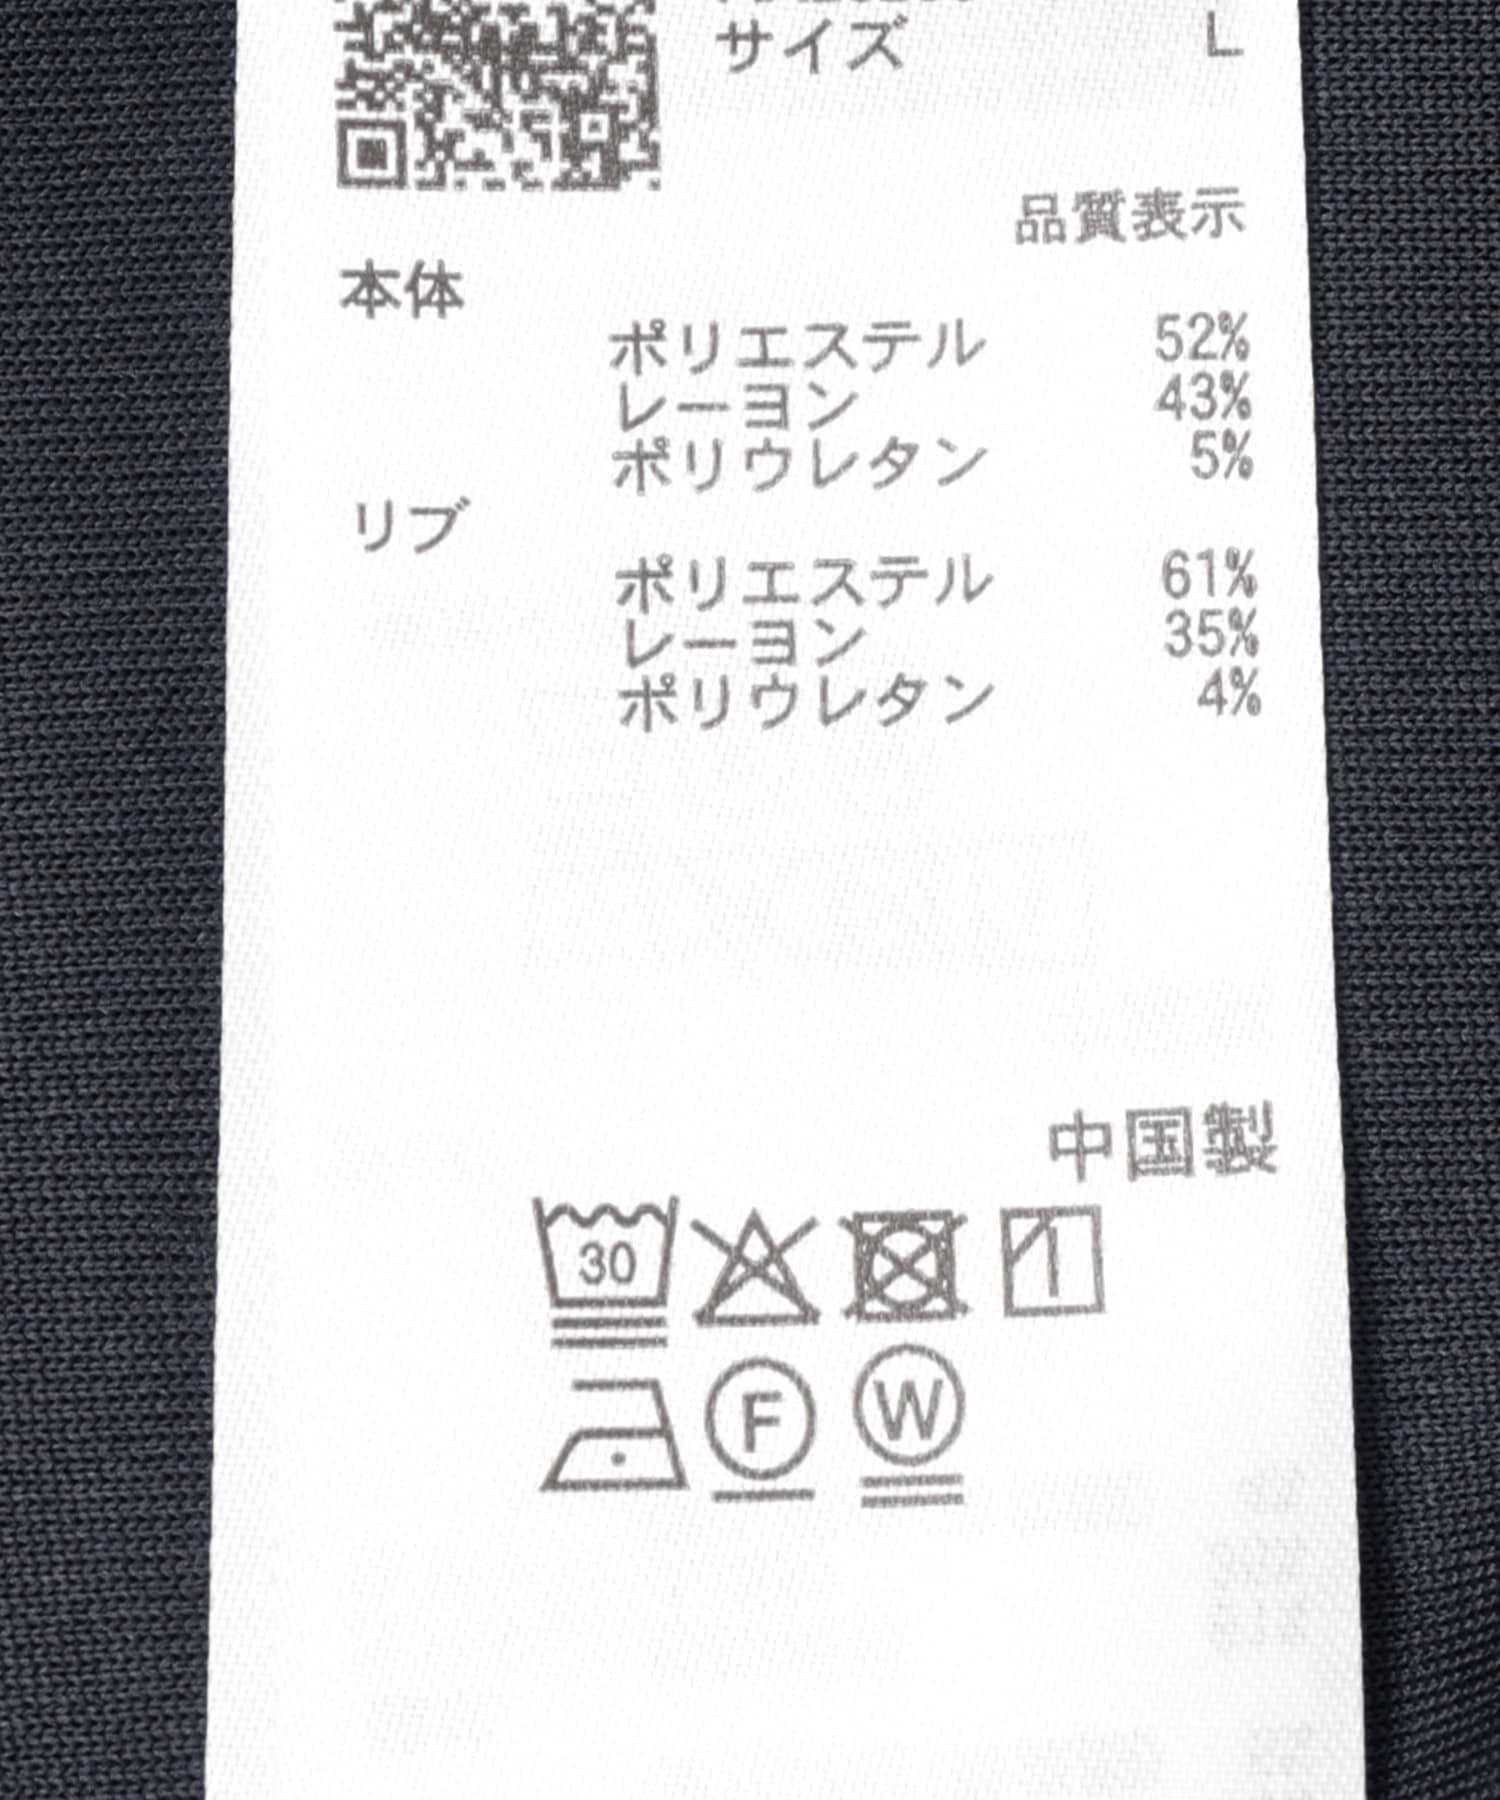 サイズ L
品質表示
本体
ポリエステル 52%
レーヨン 43%
ポリウレタン 5%
リブ
ポリエステル 61%
レーヨン 35%
ポリウレタン 4%
中国製
30
F W